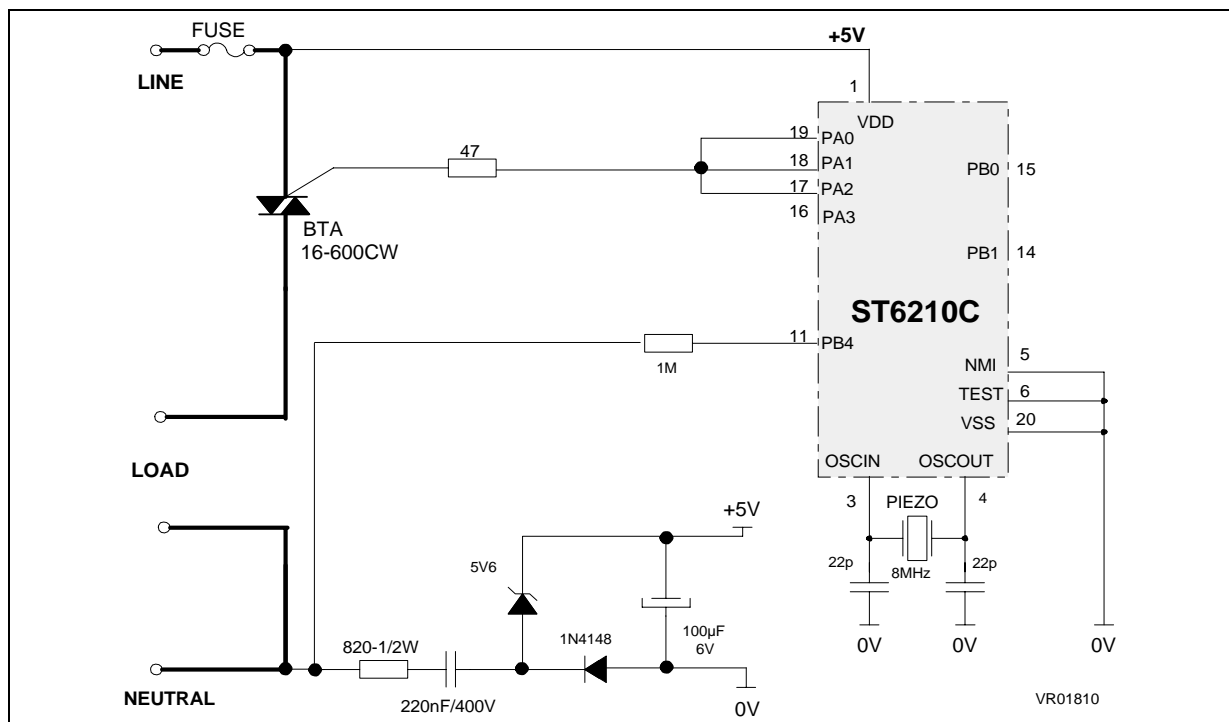 FUSE
LINE
+5V
1
VDD
19
PA0
18
PA1
17
PA2
16
PA3
PB0
15
PB1
14
47
BTA
16-600CW
ST6210C
11
PB4
1M
NMI
5
TEST
6
VSS
20
OSCIN
OSCOUT
3
4
PIEZO
22p
8MHz
22p
0V
0V
0V
LOAD
+5V
5V6
1N4148
100µF
6V
820-1/2W
220nF/400V
0V
NEUTRAL
VR01810